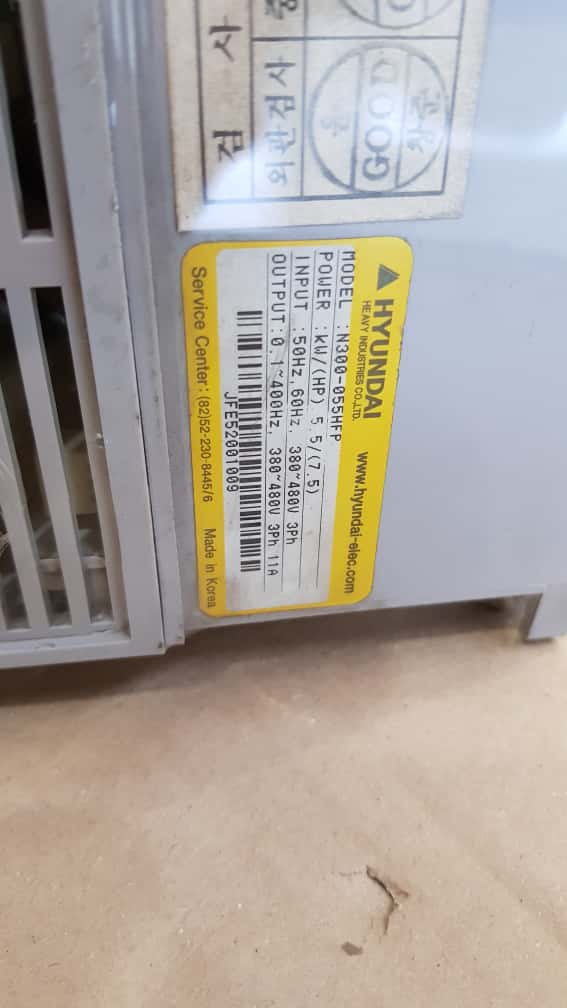 검 사
외관검사
GOOD
HYUNDAI
HEAVY INDUSTRIES CO.,LTD.
www.hyundai-elec.com
MODEL :N300-055HFP
POWER :kW/(HP) 5.5/(7.5)
INPUT :50Hz,60Hz, 380~480V 3Ph
OUTPUT:0.1~400Hz, 380~480V 3Ph 11A
JFE52001009
Service Center: (82)52-230-8445/6 Made in Korea